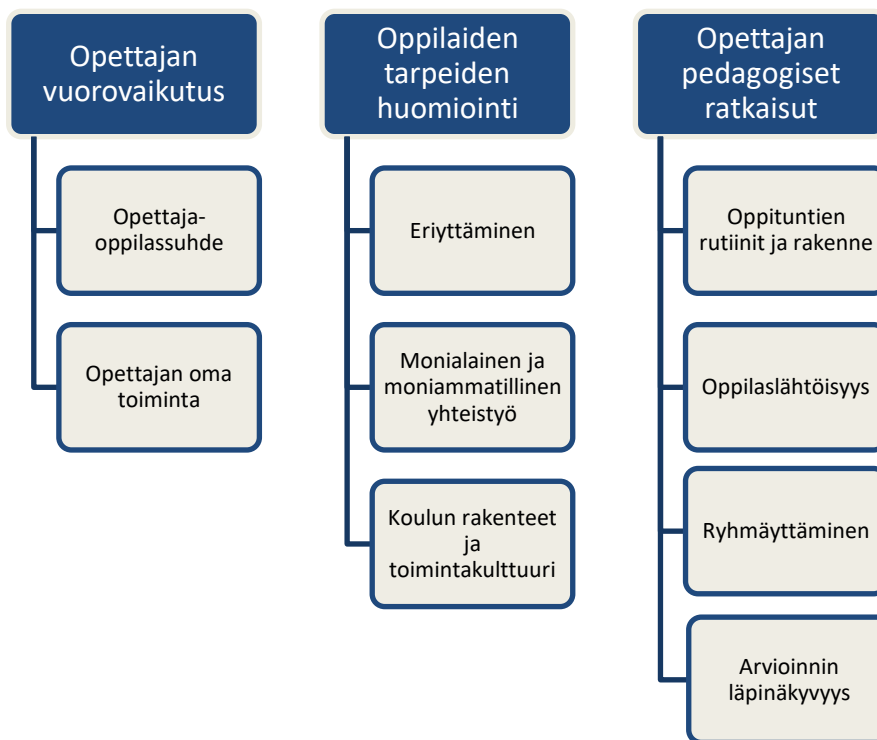 Opettajan
vuorovaikutus
Opettaja-
oppilassuhde
Opettajan oma
toiminta
Oppilaiden
tarpeiden
huomiointi
Eriyttäminen
Monialainen ja
moniammatillinen
yhteistyö
Koulun rakenteet
ja
toimintakulttuuri
Opettajan
pedagogiset
ratkaisut
Oppituntien
rutiinit ja rakenne
Oppilaslähtöisyys
Ryhmäyttäminen
Arvioinnin
läpinäkyvyys